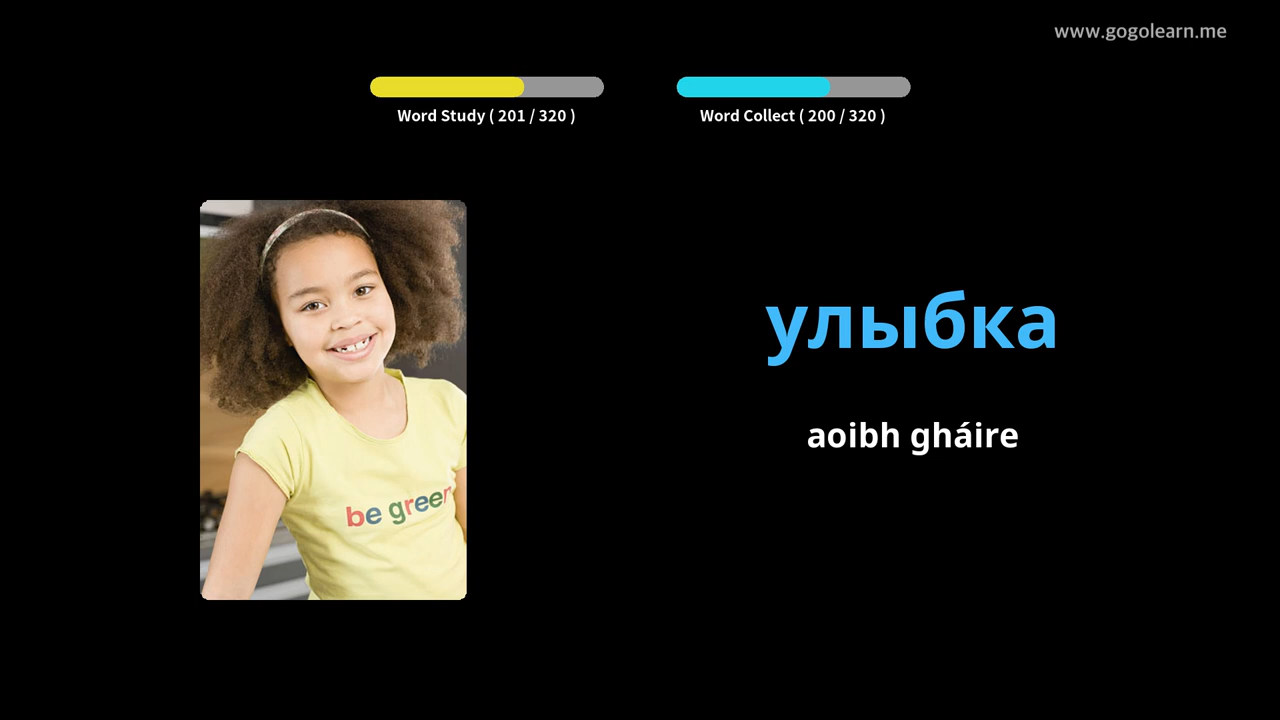 www.gogolearn.me
Word Study ( 201 / 320 )
Word Collect ( 200 / 320 )
улыбка
aoibh gháire
be green